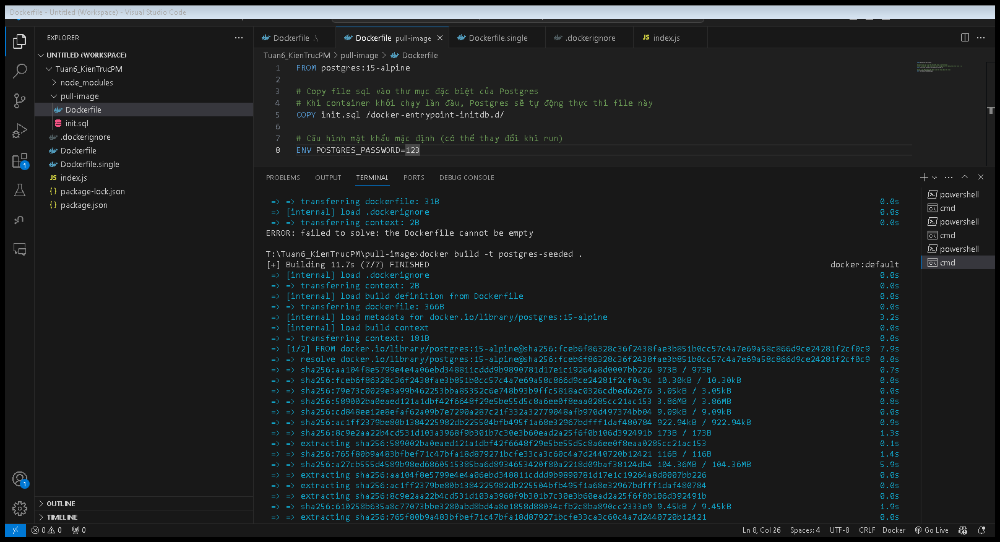 Dockerfile - Untitled (Workspace) - Visual Studio Code
EXPLORER
UNTITLED (WORKSPACE)
Tuan6_KienTrucPM
node_modules
pull-image
Dockerfile
init.sql
.dockerignore
Dockerfile
Dockerfile.single
index.js
package-lock.json
package.json
OUTLINE
TIMELINE
Dockerfile .\
Dockerfile pull-image
Dockerfile.single
.dockerignore
index.js
Tuan6_KienTrucPM > pull-image > Dockerfile
1 FROM postgres:15-alpine
2
3 # Copy file sql vào thư mục đặc biệt của Postgres
4 # Khi container khởi chạy lần đầu, Postgres sẽ tự động thực thi file này
5 COPY init.sql /docker-entrypoint-initdb.d/
6
7 # Cấu hình mật khẩu mặc định (có thể thay đổi khi run)
8 ENV POSTGRES_PASSWORD=123
PROBLEMS OUTPUT TERMINAL PORTS DEBUG CONSOLE
=> => transferring dockerfile: 31B 0.0s
=> [internal] load .dockerignore 0.0s
=> => transferring context: 2B 0.0s
ERROR: failed to solve: the Dockerfile cannot be empty
T:\Tuan6_KienTrucPM\pull-image>docker build -t postgres-seeded .
[+] Building 11.7s (7/7) FINISHED docker:default
=> [internal] load .dockerignore 0.0s
=> => transferring context: 2B 0.0s
=> [internal] load build definition from Dockerfile 0.0s
=> => transferring dockerfile: 366B 0.0s
=> [internal] load metadata for docker.io/library/postgres:15-alpine 3.2s
=> [internal] load build context 0.0s
=> => transferring context: 181B 0.0s
=> [1/2] FROM docker.io/library/postgres:15-alpine@sha256:fceb6f86328c36f2438fae3b851b0cc57c4a7e69a58c866d9ce24281f2cf0c9 7.9s
=> => resolve docker.io/library/postgres:15-alpine@sha256:fceb6f86328c36f2438fae3b851b0cc57c4a7e69a58c866d9ce24281f2cf0c9 0.0s
=> => sha256:aa104f8e5799e4e4a06ebd348811cddd9b9890781d17e1c19264a8d0007bb226 973B / 973B 0.7s
=> => sha256:fceb6f86328c36f2438fae3b851b0cc57c4a7e69a58c866d9ce24281f2cf0c9c 10.30kB / 10.30kB 0.0s
=> => sha256:79e73c0029e3a99b462253bba85352c6e748b93b9ffc5818ac0326cdbed62e76 3.05kB / 3.05kB 0.0s
=> => sha256:589002ba0eaed121a1dbf42f6648f29e5be55d5c8a6ee0f8eaa0285cc21ac153 3.86MB / 3.86MB 0.8s
=> => sha256:cd848ee12e8efaf62a09b7e7290a287c21f332a32779048afb970d497374bb04 9.09kB / 9.09kB 0.0s
=> => sha256:ac1ff2379be80b1384225982db225504bfb495f1a68e32967bdfff1daf480784 922.94kB / 922.94kB 0.9s
=> => sha256:8c9e2aa22b4cd531d103a3968f9b301b7c30e3b60ead2a25f6f0b106d392491b 173B / 173B 1.3s
=> => extracting sha256:589002ba0eaed121a1dbf42f6648f29e5be55d5c8a6ee0f8eaa0285cc21ac153 0.1s
=> => sha256:765f80b9a483bfbef71c47bfa18d879271bcfe33ca3c60c4a7d2440720b12421 116B / 116B 1.4s
=> => sha256:a27cb555d4589b98ed6860515385ba6d8934653420f80a2218d09baf38124db4 104.36MB / 104.36MB 5.9s
=> => extracting sha256:aa104f8e5799e4e4a06ebd348811cddd9b9890781d17e1c19264a8d0007bb226 0.0s
=> => extracting sha256:ac1ff2379be80b1384225982db225504bfb495f1a68e32967bdfff1daf480784 0.0s
=> => extracting sha256:8c9e2aa22b4cd531d103a3968f9b301b7c30e3b60ead2a25f6f0b106d392491b 0.0s
=> => sha256:610258b635a8c77073bbe3280abd8bd4a8e1858d88034cfb2c8ba890cc2333e9 9.45kB / 9.45kB 1.9s
=> => extracting sha256:765f80b9a483bfbef71c47bfa18d879271bcfe33ca3c60c4a7d2440720b12421 0.0s
powershell
cmd
powershell
cmd
powershell
cmd
1
1
0 0 0
Ln 8, Col 26 Spaces: 4 UTF-8 CRLF Docker Go Live